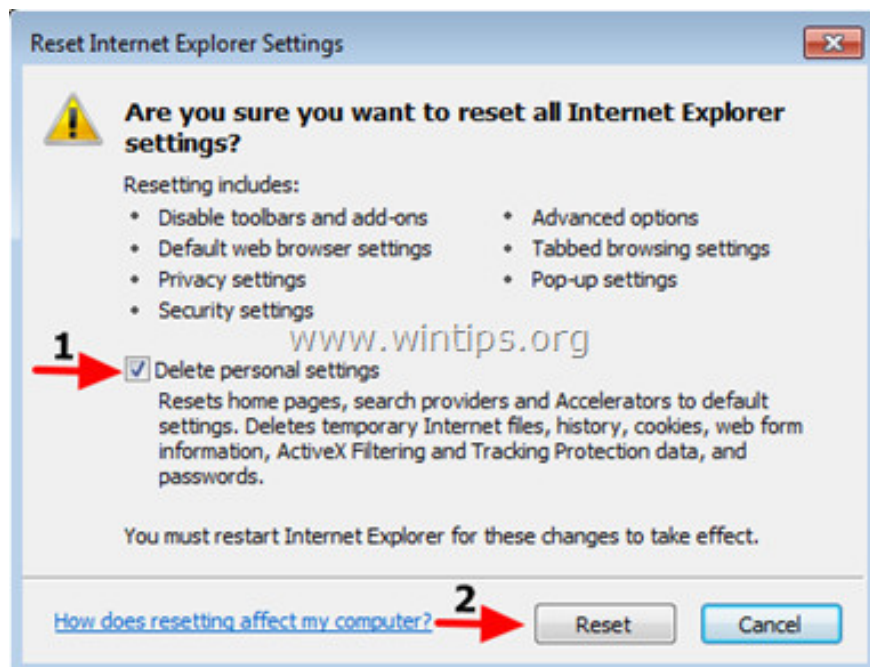 Reset Internet Explorer Settings
Are you sure you want to reset all Internet Explorer
settings?
Resetting includes:
• Disable toolbars and add-ons
• Default web browser settings
• Privacy settings
• Security settings
• Advanced options
• Tabbed browsing settings
• Pop-up settings
www.wintips.org
1
Delete personal settings
Resets home pages, search providers and Accelerators to default
settings. Deletes temporary Internet files, history, cookies, web form
information, ActiveX Filtering and Tracking Protection data, and
passwords.
You must restart Internet Explorer for these changes to take effect.
How does resetting affect my computer?
2
Reset
Cancel